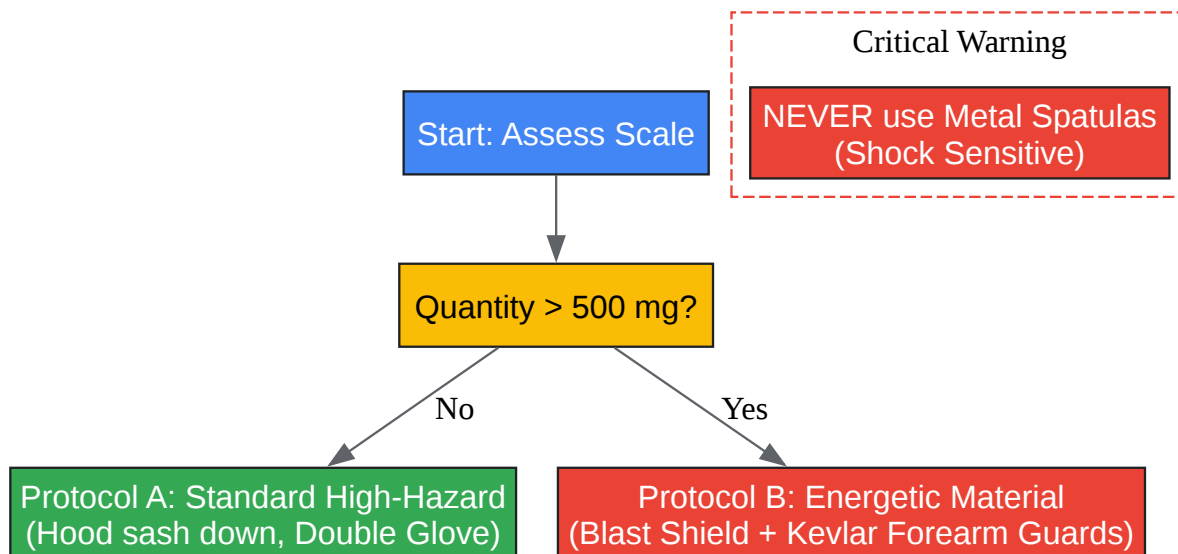 Critical Warning
NEVER use Metal Spatulas
(Shock Sensitive)
Start: Assess Scale
Quantity > 500 mg?
No
Yes
Protocol A: Standard High-Hazard
(Hood sash down, Double Glove)
Protocol B: Energetic Material
(Blast Shield + Kevlar Forearm Guards)